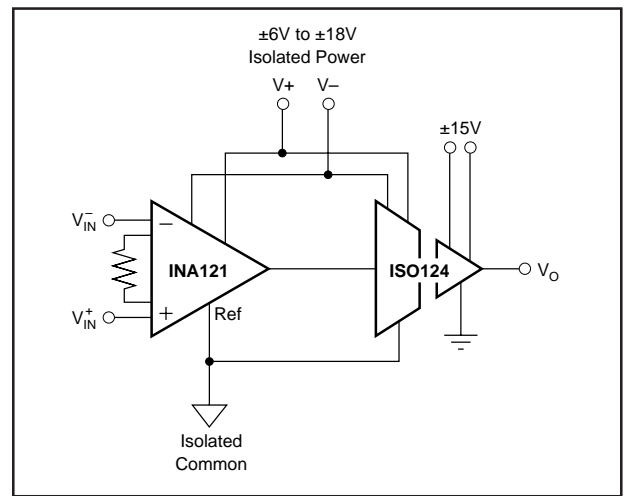 ±6V to ±18V
Isolated Power
V+ V–
±15V
V–IN
–
INA121
ISO124
VO
V+IN
+
Ref
Isolated
Common